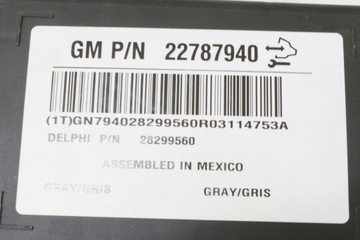 GM P/N 22787940
(1T)GN794028299560R03114753A
DELPHI P/N 28299560
ASSEMBLED IN MEXICO
GRAY/GRIS GRAY/GRIS